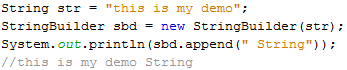 String str = "this is my demo";
StringBuilder sbd = new StringBuilder(str);
System.out.println(sbd.append(" String"));
//this is my demo String